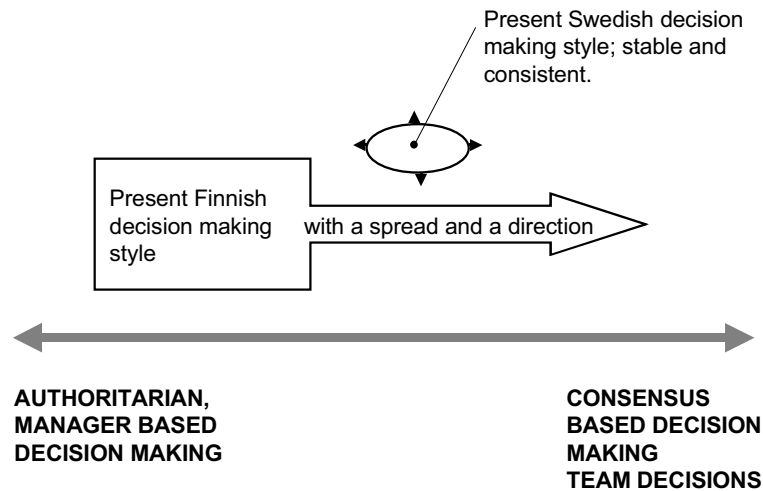 Present Swedish decision
making style; stable and
consistent.
Present Finnish
decision making
style
with a spread and a direction
AUTHORITARIAN,
MANAGER BASED
DECISION MAKING
CONSENSUS
BASED DECISION
MAKING
TEAM DECISIONS